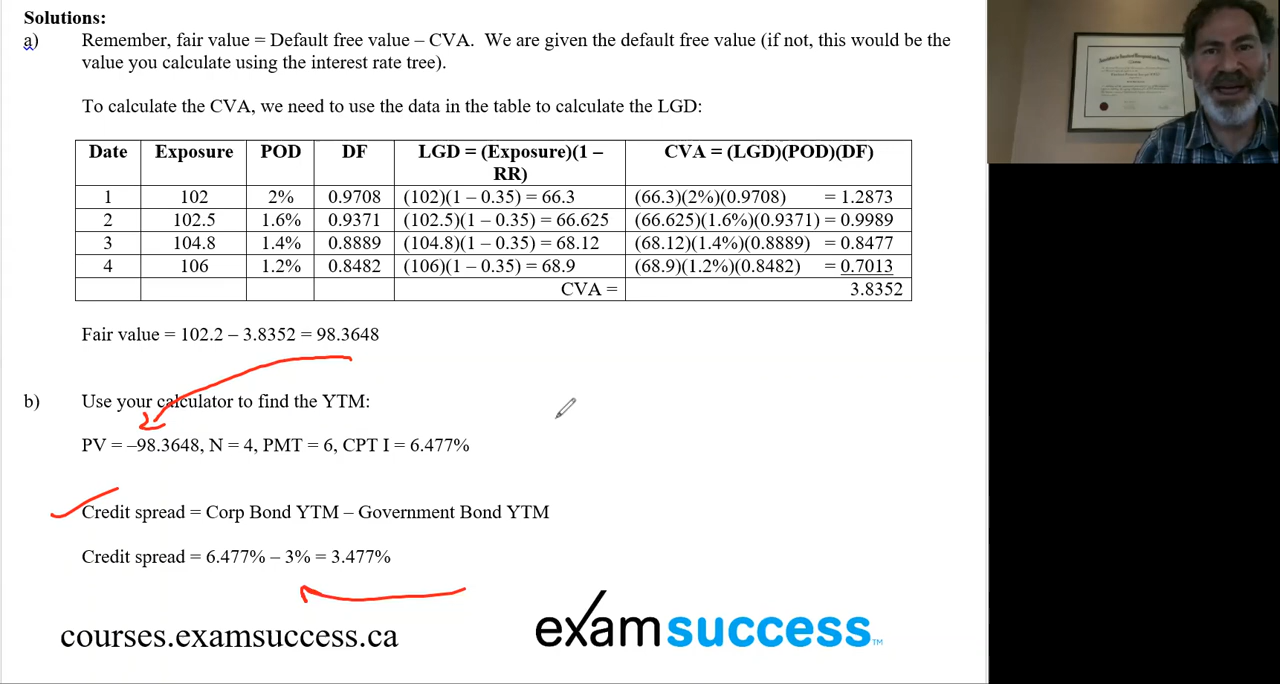 Solutions:
a) Remember, fair value = Default free value – CVA. We are given the default free value (if not, this would be the
value you calculate using the interest rate tree).
To calculate the CVA, we need to use the data in the table to calculate the LGD:
Date Exposure POD DF LGD = (Exposure)(1 – RR) CVA = (LGD)(POD)(DF)
1 102 2% 0.9708 (102)(1 – 0.35) = 66.3 (66.3)(2%)(0.9708) = 1.2873
2 102.5 1.6% 0.9371 (102.5)(1 – 0.35) = 66.625 (66.625)(1.6%)(0.9371) = 0.9989
3 104.8 1.4% 0.8889 (104.8)(1 – 0.35) = 68.12 (68.12)(1.4%)(0.8889) = 0.8477
4 106 1.2% 0.8482 (106)(1 – 0.35) = 68.9 (68.9)(1.2%)(0.8482) = 0.7013
CVA = 3.8352
Fair value = 102.2 – 3.8352 = 98.3648
b) Use your calculator to find the YTM:
PV = –98.3648, N = 4, PMT = 6, CPT I = 6.477%
Credit spread = Corp Bond YTM – Government Bond YTM
Credit spread = 6.477% – 3% = 3.477%
courses.examsuccess.ca
examsuccess™